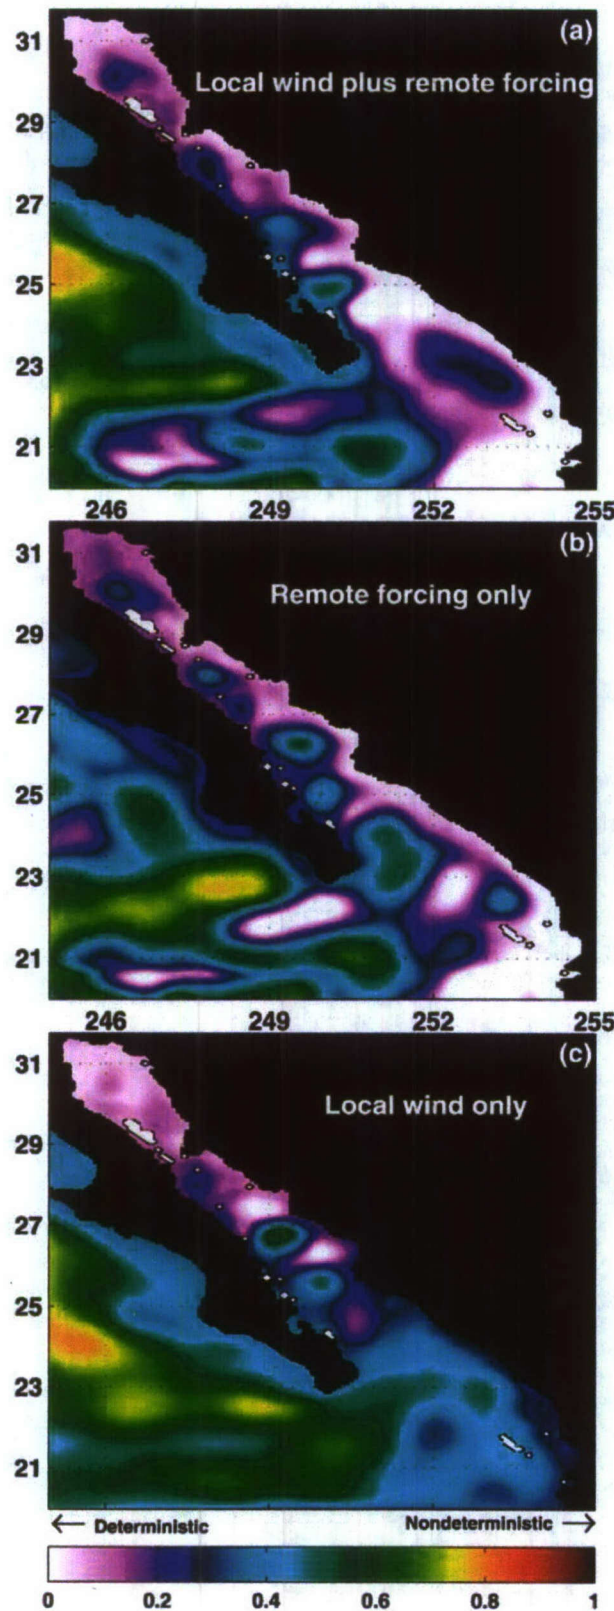 (a)
Local wind plus remote forcing
31
29
27
25
23
21
246 249 252 255
(b)
Remote forcing only
31
29
27
25
23
21
246 249 252 255
(c)
Local wind only
31
29
27
25
23
21
← Deterministic Nondeterministic →
0 0.2 0.4 0.6 0.8 1